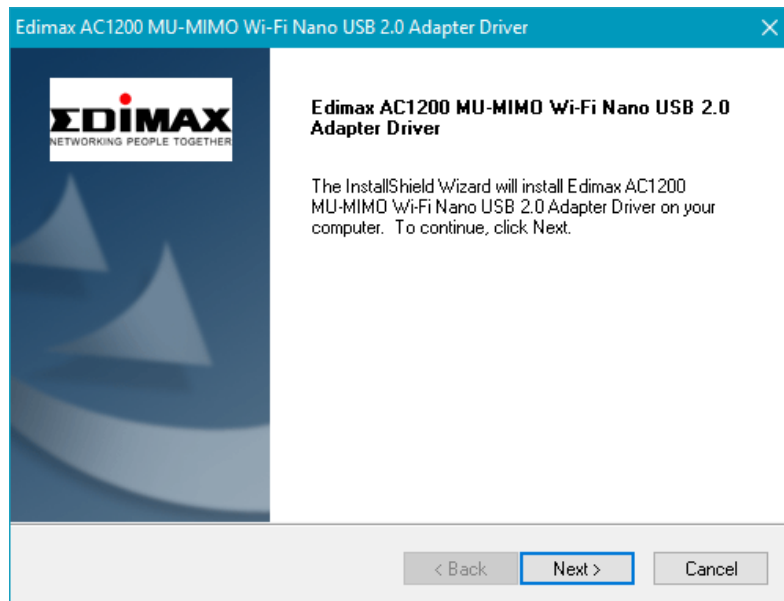 Edimax AC1200 MU-MIMO Wi-Fi Nano USB 2.0 Adapter Driver
EDIMAX
NETWORKING PEOPLE TOGETHER
Edimax AC1200 MU-MIMO Wi-Fi Nano USB 2.0
Adapter Driver
The InstallShield Wizard will install Edimax AC1200
MU-MIMO Wi-Fi Nano USB 2.0 Adapter Driver on your
computer.  To continue, click Next.
< Back
Next >
Cancel